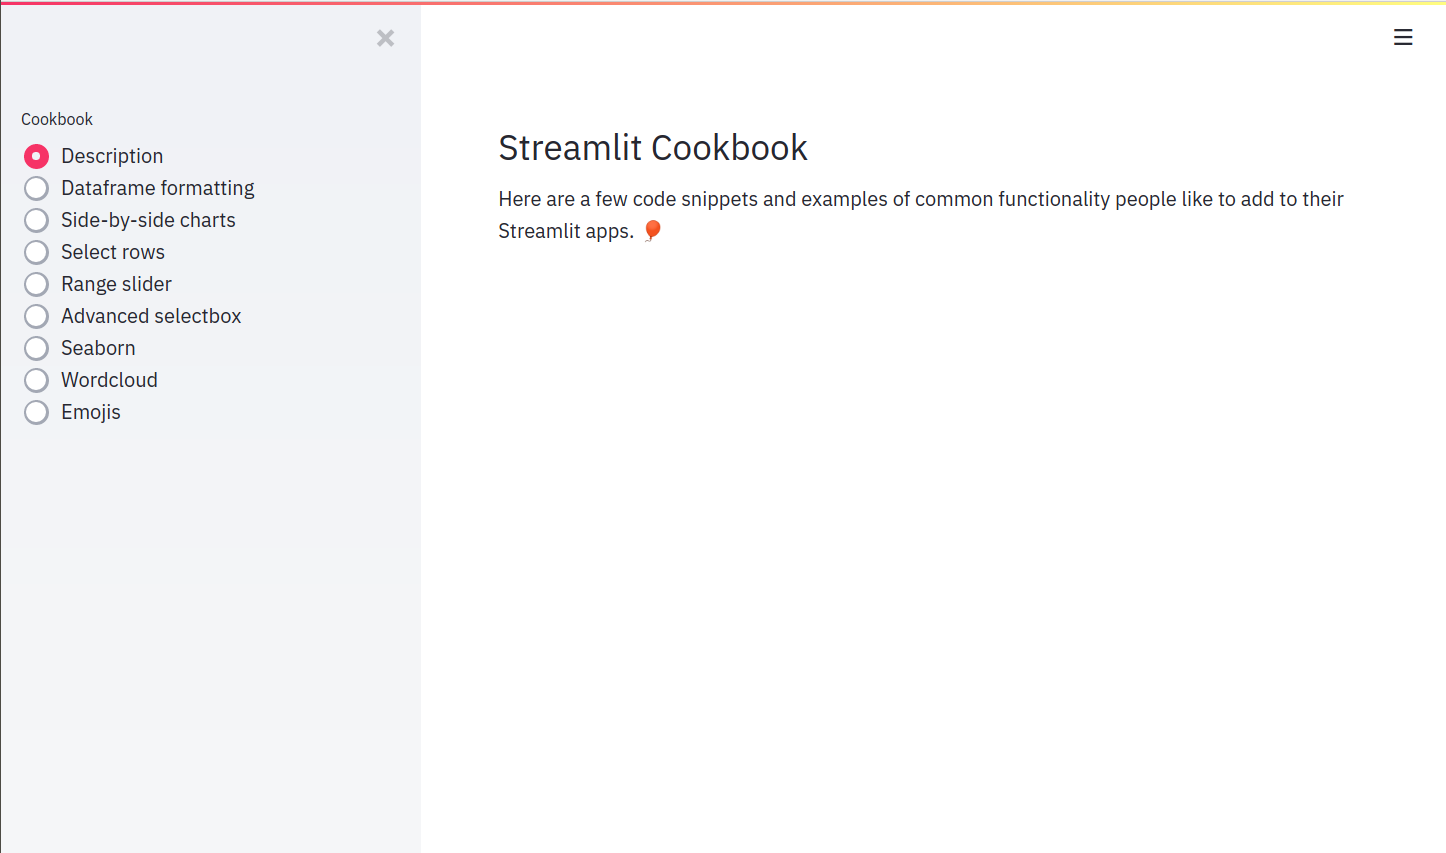 Cookbook
Description
Dataframe formatting
Side-by-side charts
Select rows
Range slider
Advanced selectbox
Seaborn
Wordcloud
Emojis
Streamlit Cookbook
Here are a few code snippets and examples of common functionality people like to add to their
Streamlit apps. 🎈